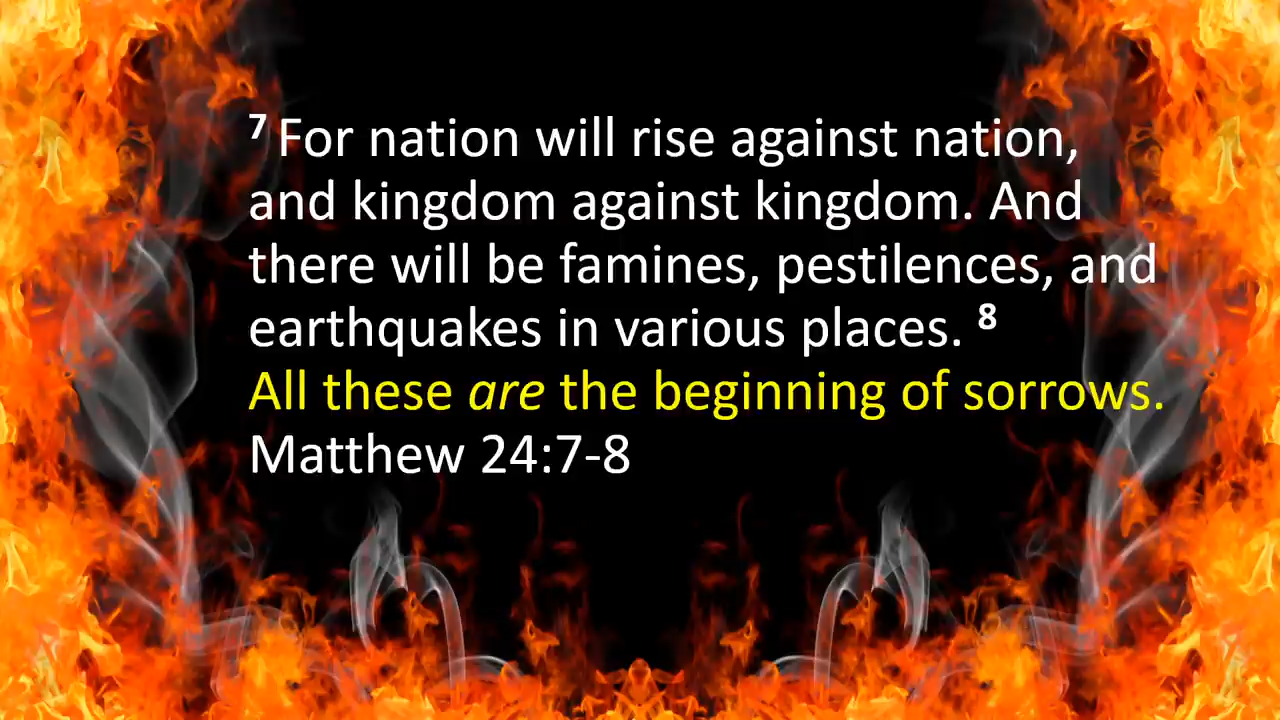 ⁷ For nation will rise against nation,
and kingdom against kingdom. And
there will be famines, pestilences, and
earthquakes in various places. ⁸
All these are the beginning of sorrows.
Matthew 24:7-8